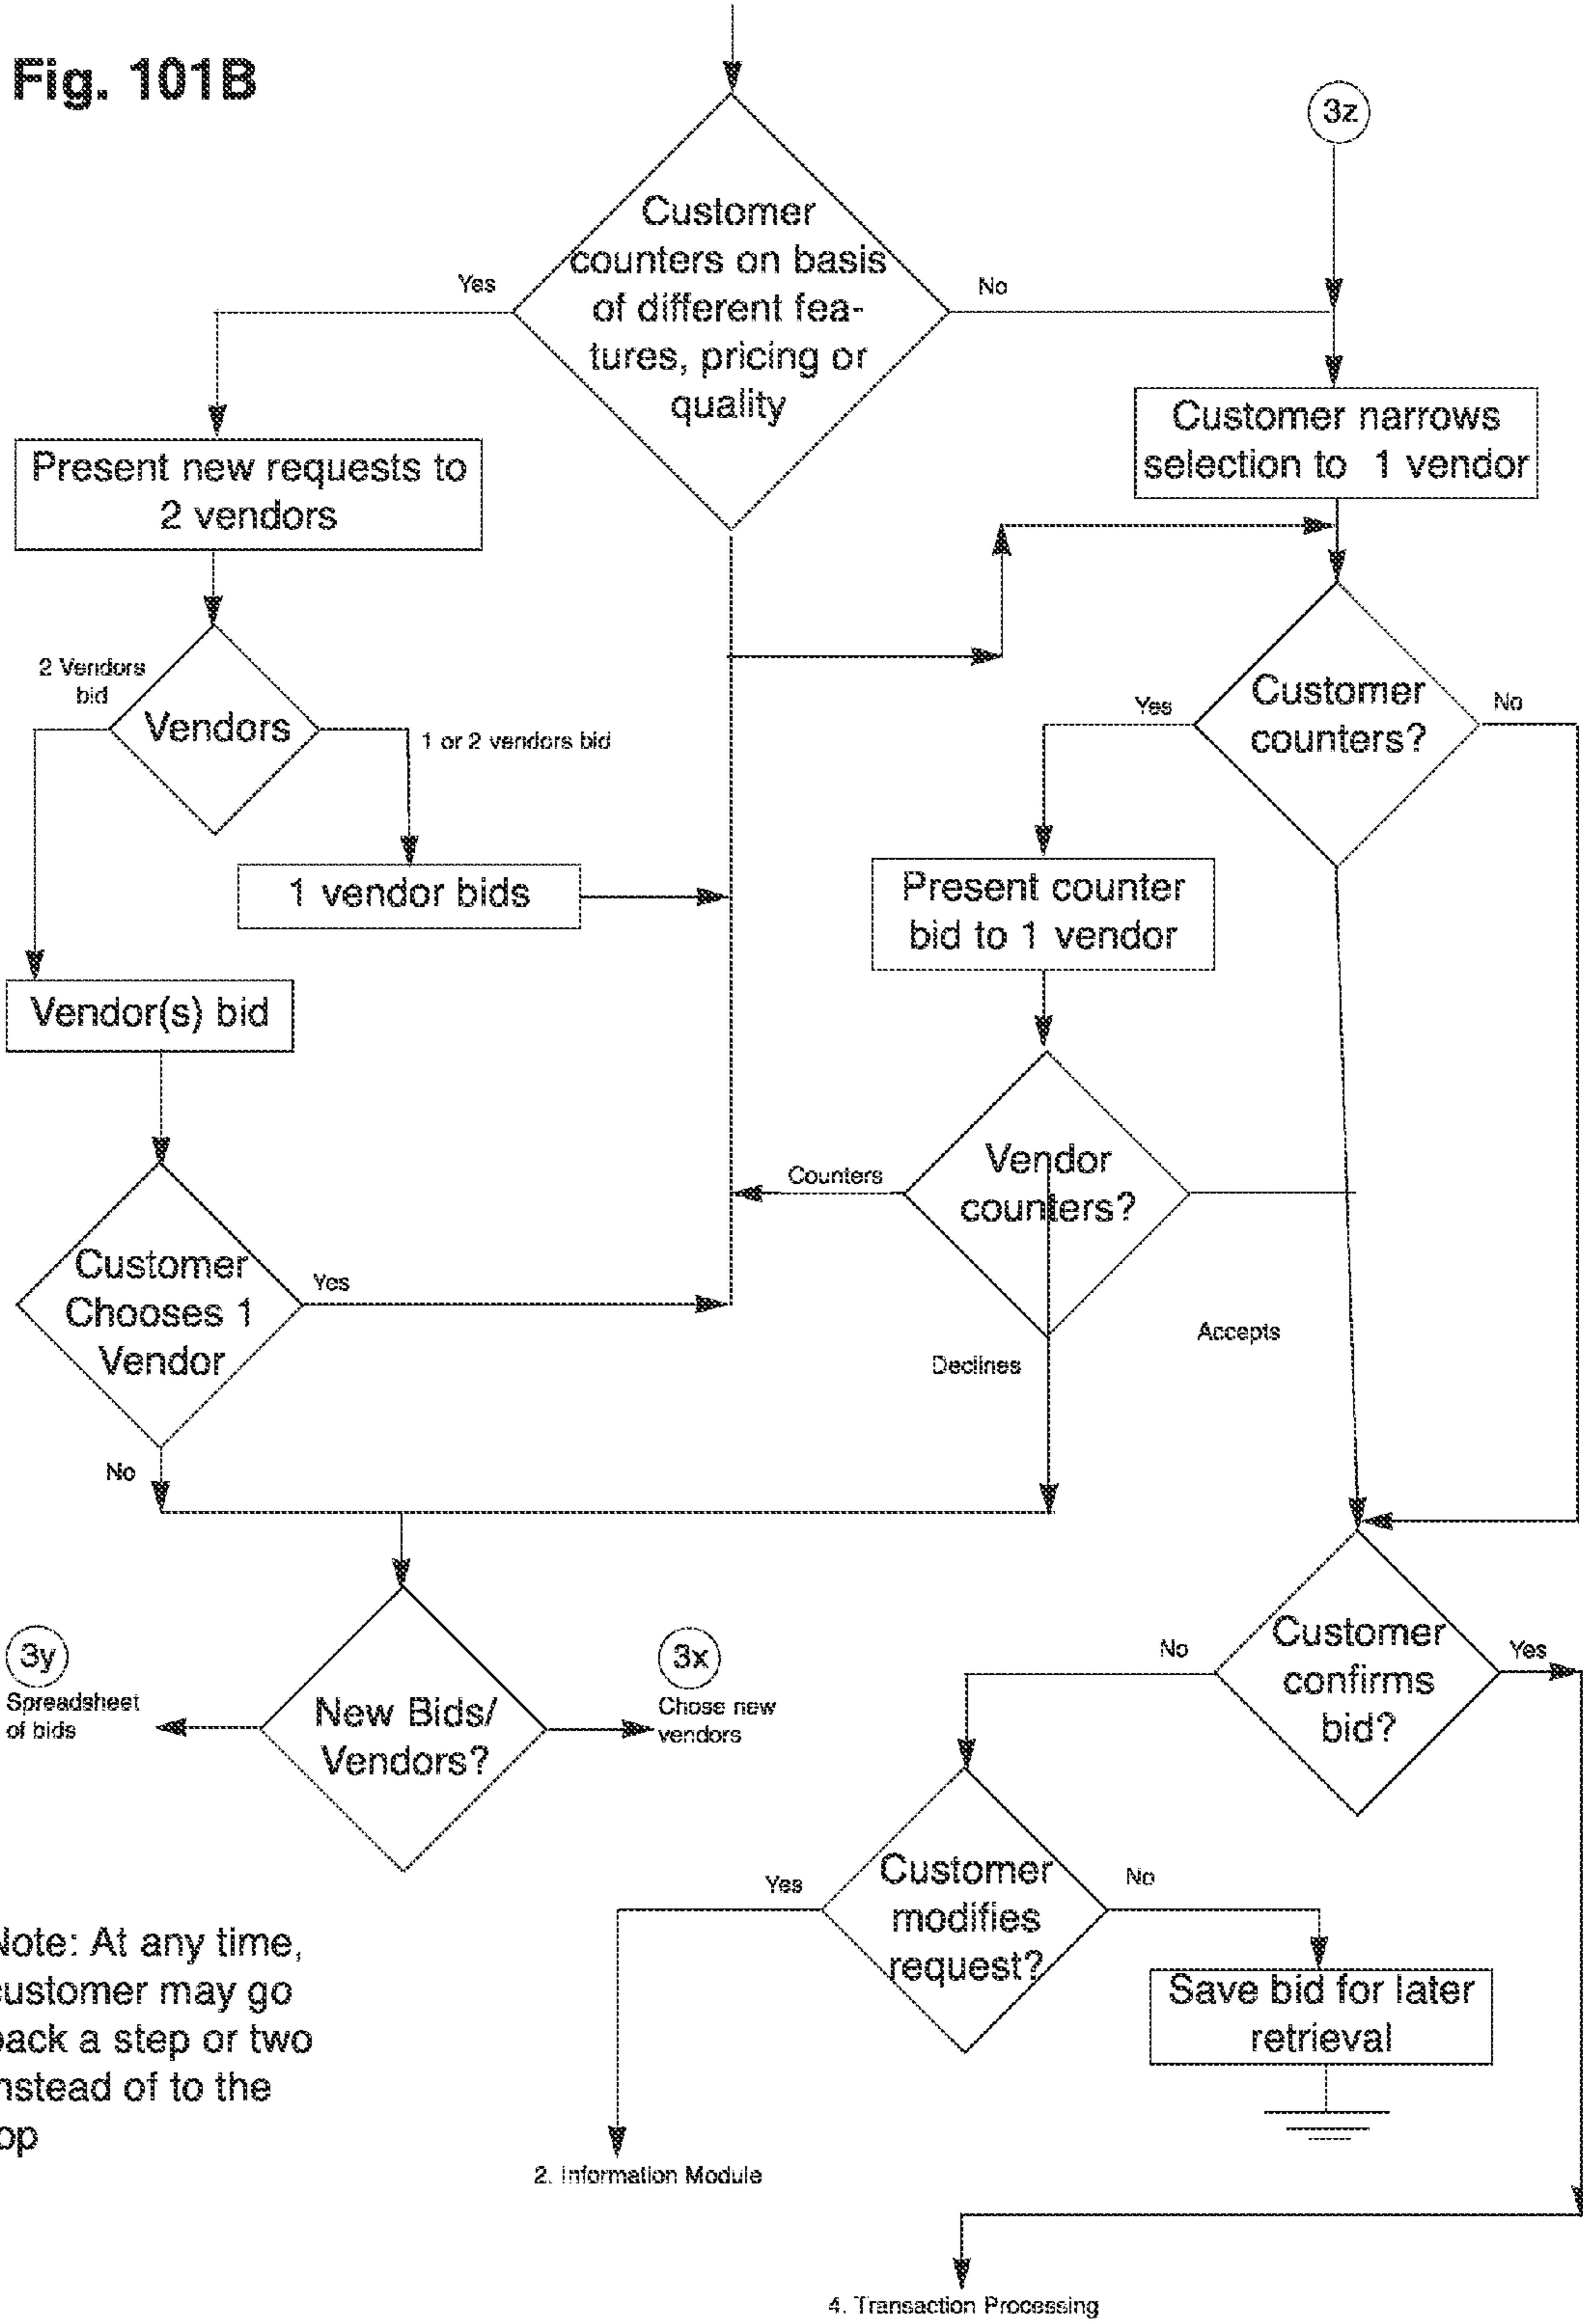 Fig. 101B
3z
Customer
counters on basis
of different fea-
tures, pricing or
quality
Yes
No
Customer narrows
selection to 1 vendor
Present new requests to
2 vendors
2 Vendors
bid
Vendors
1 or 2 vendors bid
Customer
counters?
Yes
No
1 vendor bids
Present counter
bid to 1 vendor
Vendor(s) bid
Vendor
counters?
Counters
Customer
Chooses 1
Vendor
Yes
Accepts
Declines
No
3y
Spreadsheet
of bids
New Bids/
Vendors?
3x
Chose new
vendors
Customer
confirms
bid?
No
Yes
Customer
modifies
request?
Yes
No
Save bid for later
retrieval
Note: At any time,
customer may go
back a step or two
instead of to the
top
2. Information Module
4. Transaction Processing